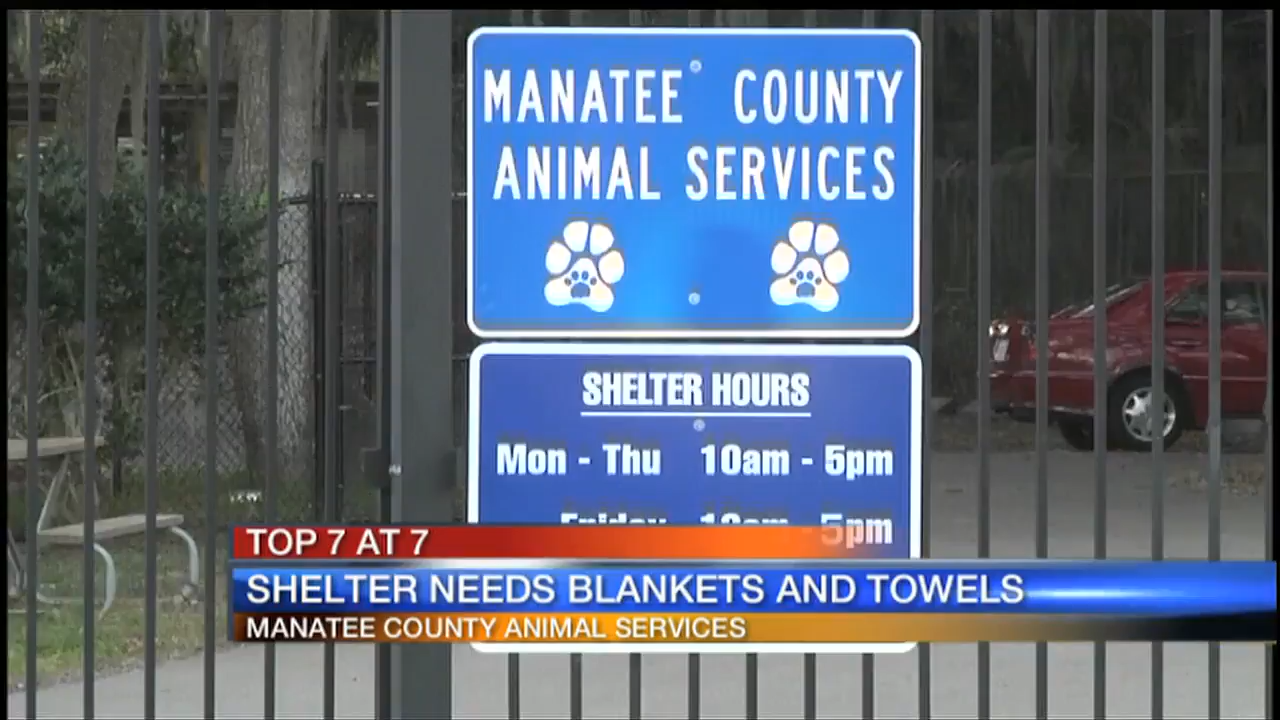 MANATEE COUNTY
ANIMAL SERVICES
SHELTER HOURS
Mon - Thu 10am - 5pm
Friday - 5pm
TOP 7 AT 7
SHELTER NEEDS BLANKETS AND TOWELS
MANATEE COUNTY ANIMAL SERVICES